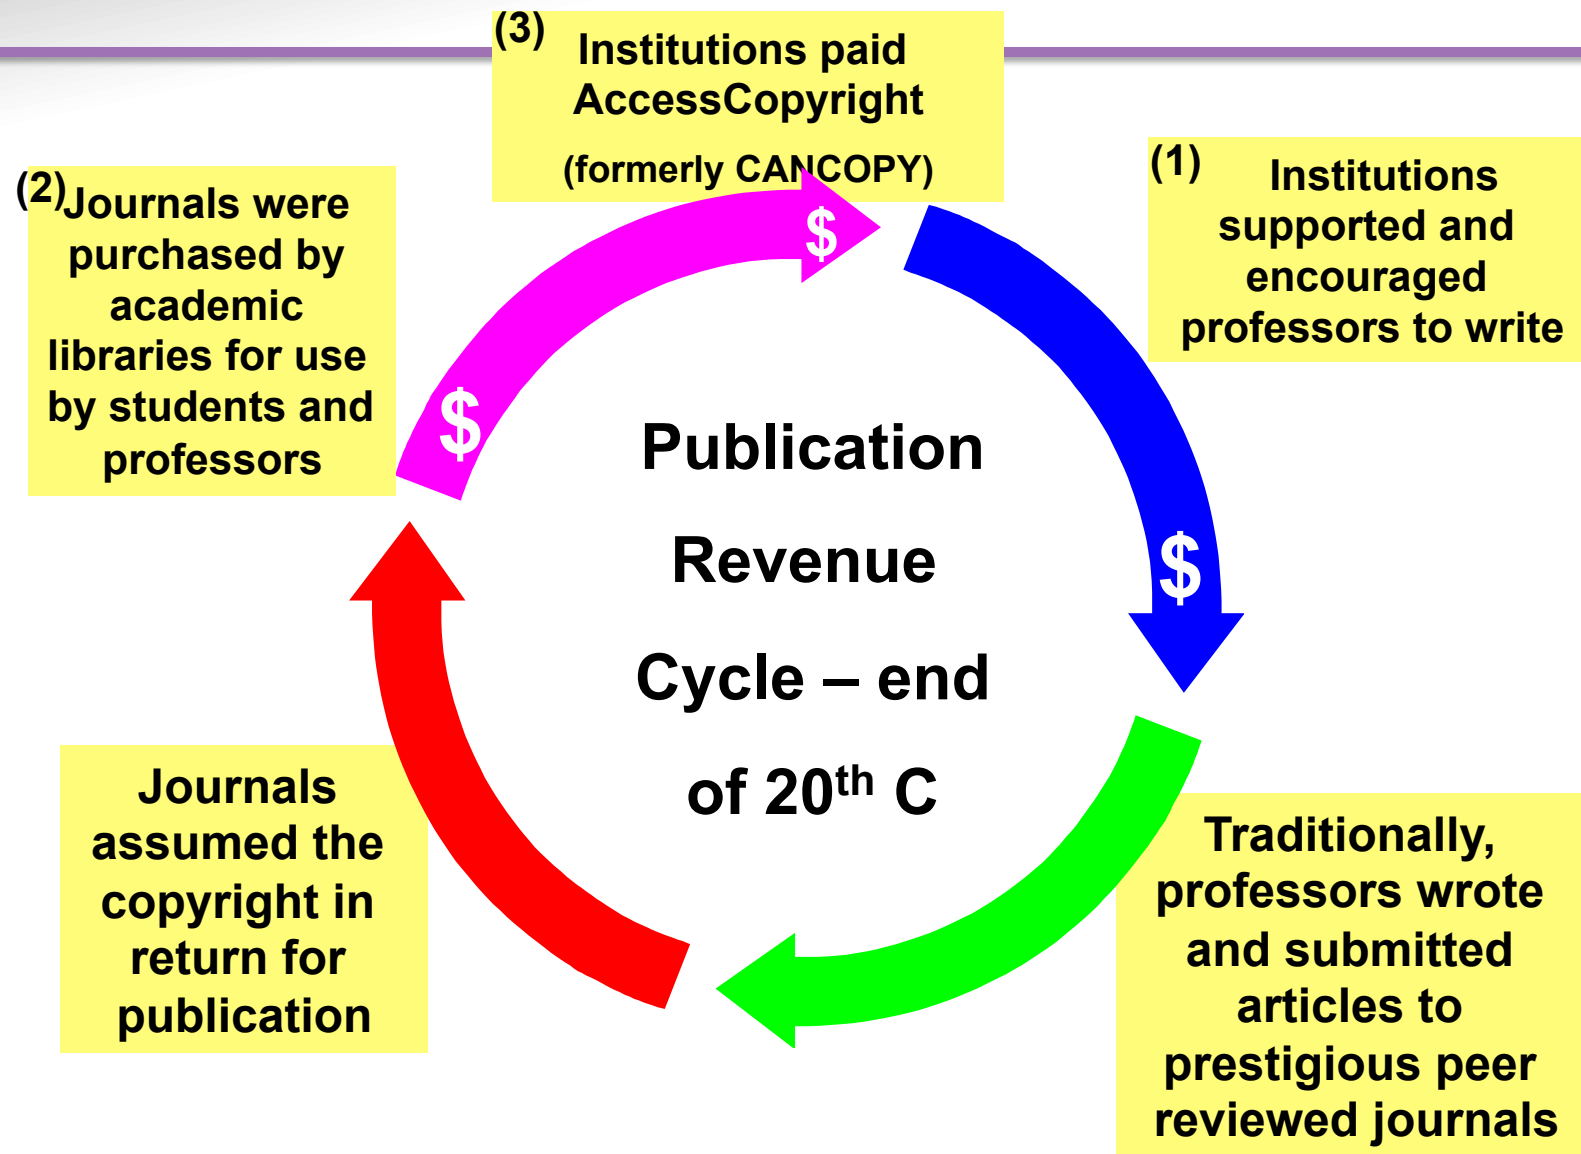 (3)
Institutions paid
AccessCopyright
(formerly CANCOPY)
(1)
Institutions
supported and
encouraged
professors to write
(2)
Journals were
purchased by
academic
libraries for use
by students and
professors
$
$
$
Publication
Revenue
Cycle – end
of 20th C
Journals
assumed the
copyright in
return for
publication
Traditionally,
professors wrote
and submitted
articles to
prestigious peer
reviewed journals